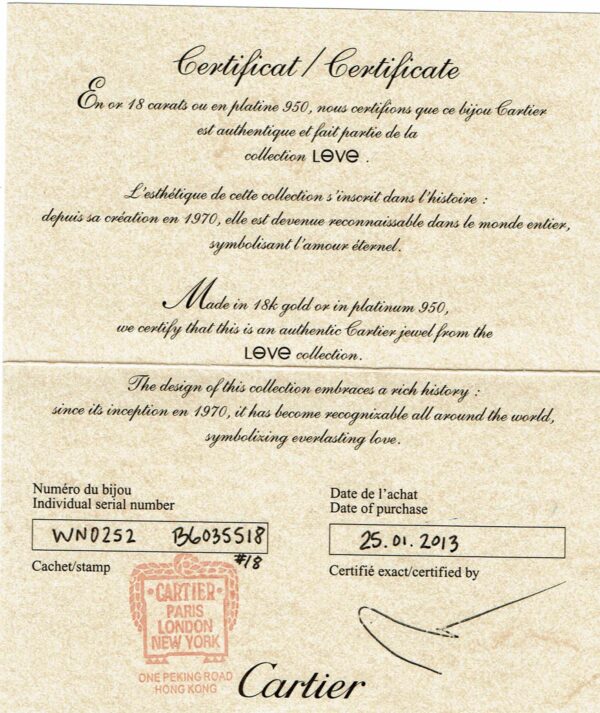 Certificat / Certificate
En or 18 carats ou en platine 950, nous certifions que ce bijou Cartier
est authentique et fait partie de la
collection LOVE .
L'esthétique de cette collection s'inscrit dans l'histoire :
depuis sa création en 1970, elle est devenue reconnaissable dans le monde entier,
symbolisant l'amour éternel.
Made in 18k gold or in platinum 950,
we certify that this is an authentic Cartier jewel from the
LOVE collection.
The design of this collection embraces a rich history :
since its inception en 1970, it has become recognizable all around the world,
symbolizing everlasting love.
Numéro du bijou
Individual serial number
WN0252 B6035518
#18
Date de l'achat
Date of purchase
25.01.2013
Cachet/stamp
CARTIER
PARIS
LONDON
NEW YORK
ONE PEKING ROAD
HONG KONG
Certifié exact/certified by
Cartier